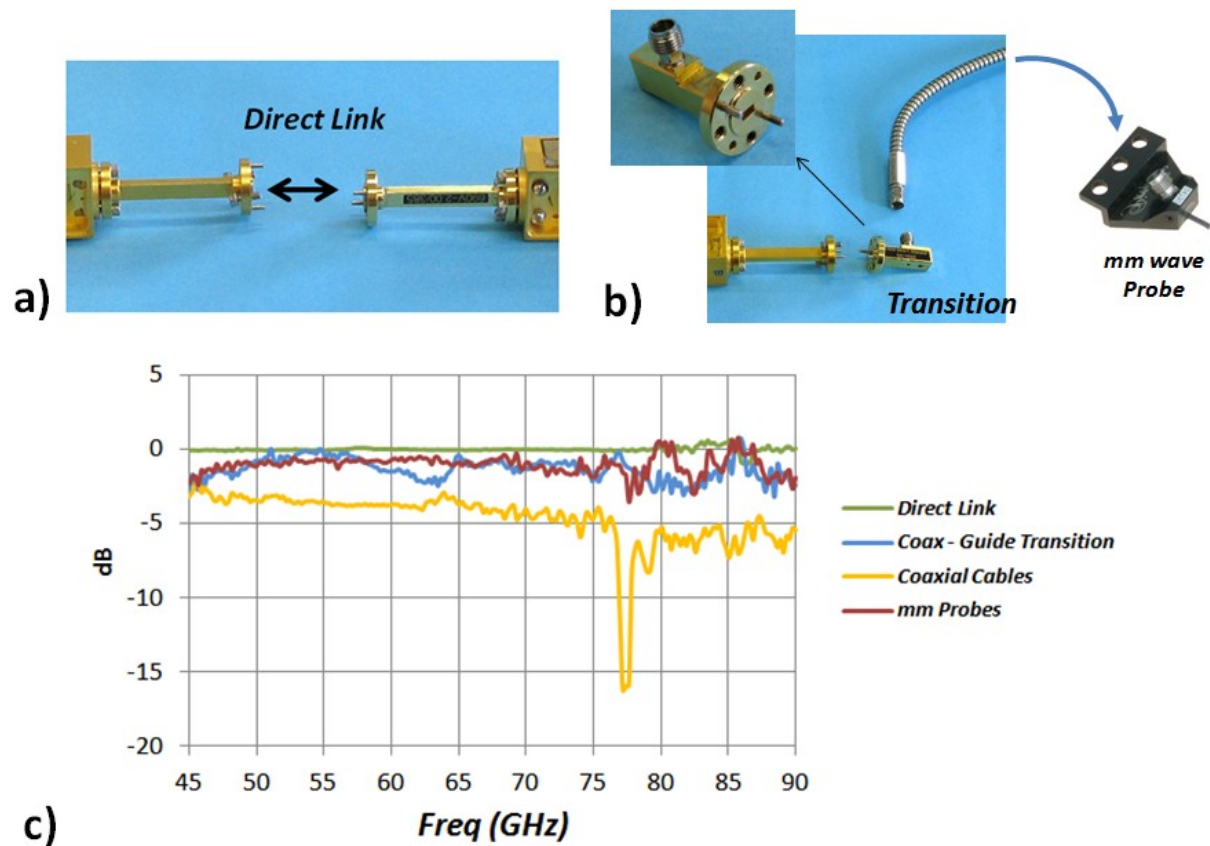 Direct Link
a)
b)
Transition
mm wave
Probe
5
0
-5
-10
-15
-20
dB
45 50 55 60 65 70 75 80 85 90
Freq (GHz)
Direct Link
Coax - Guide Transition
Coaxial Cables
mm Probes
c)